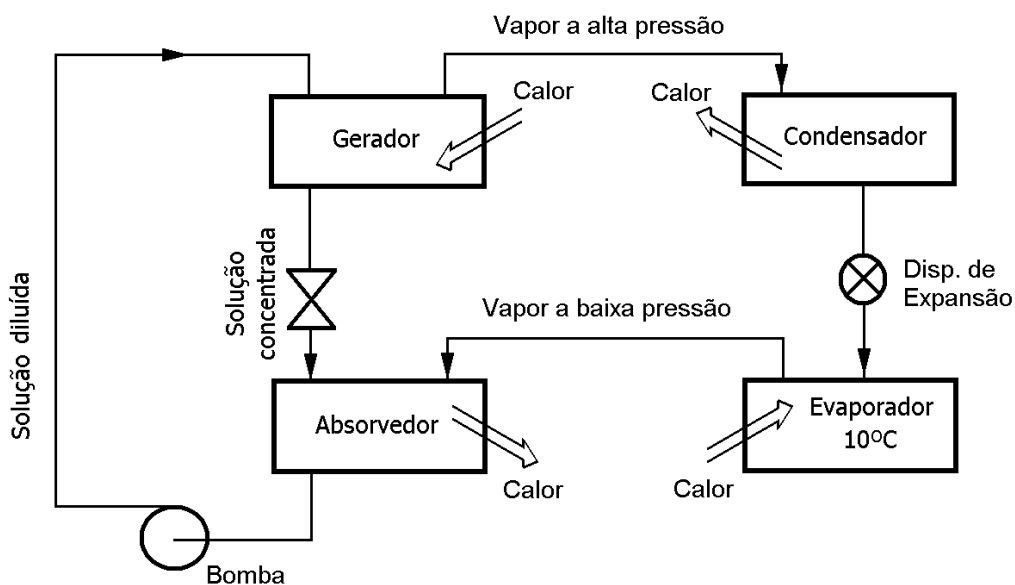 Vapor a alta pressão
Calor
Calor
Gerador
Condensador
Solução diluída
Solução
concentrada
Disp. de
Expansão
Vapor a baixa pressão
Absorvedor
Evaporador
10ºC
Calor
Calor
Bomba